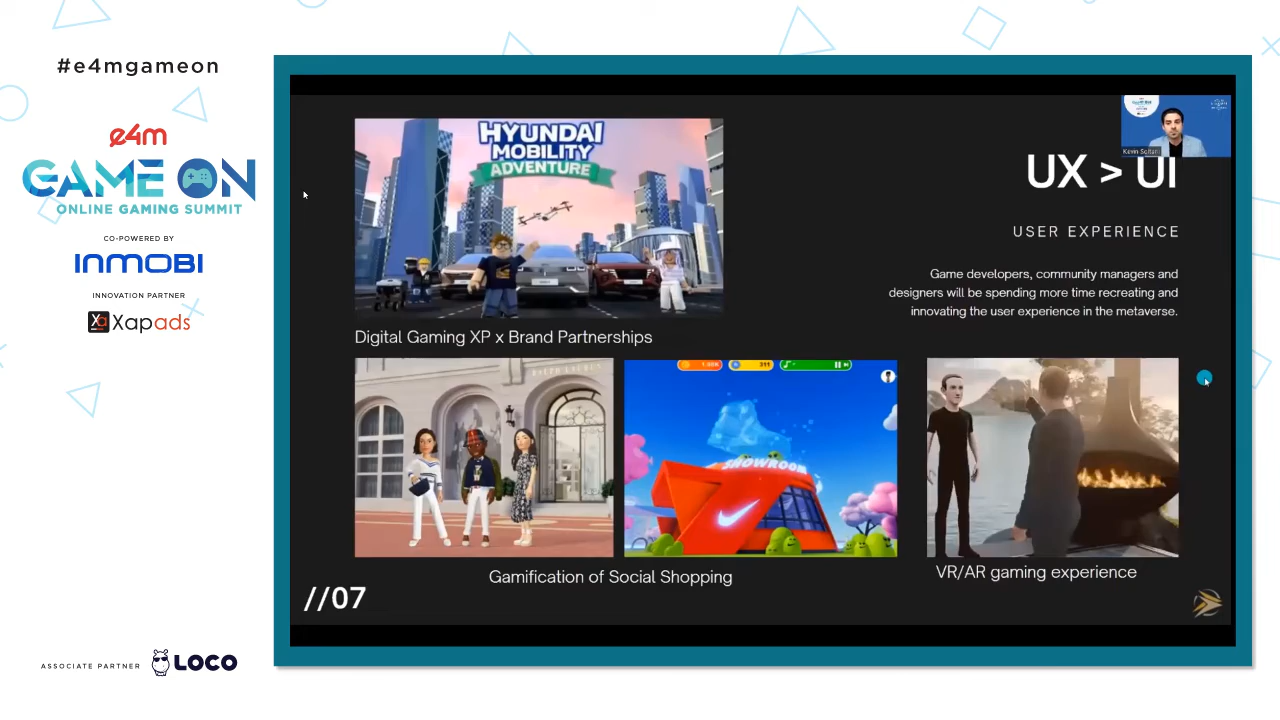 #e4mgameon
e4m
GAME ON
ONLINE GAMING SUMMIT
CO-POWERED BY
INMOBI
INNOVATION PARTNER
Xa Xapads
ASSOCIATE PARTNER
LOCO
HYUNDAI
MOBILITY
ADVENTURE
Digital Gaming XP x Brand Partnerships
UX > UI
USER EXPERIENCE
Game developers, community managers and
designers will be spending more time recreating and
innovating the user experience in the metaverse.
RALPH LAUREN
SHOWROOM
Gamification of Social Shopping
VR/AR gaming experience
//07